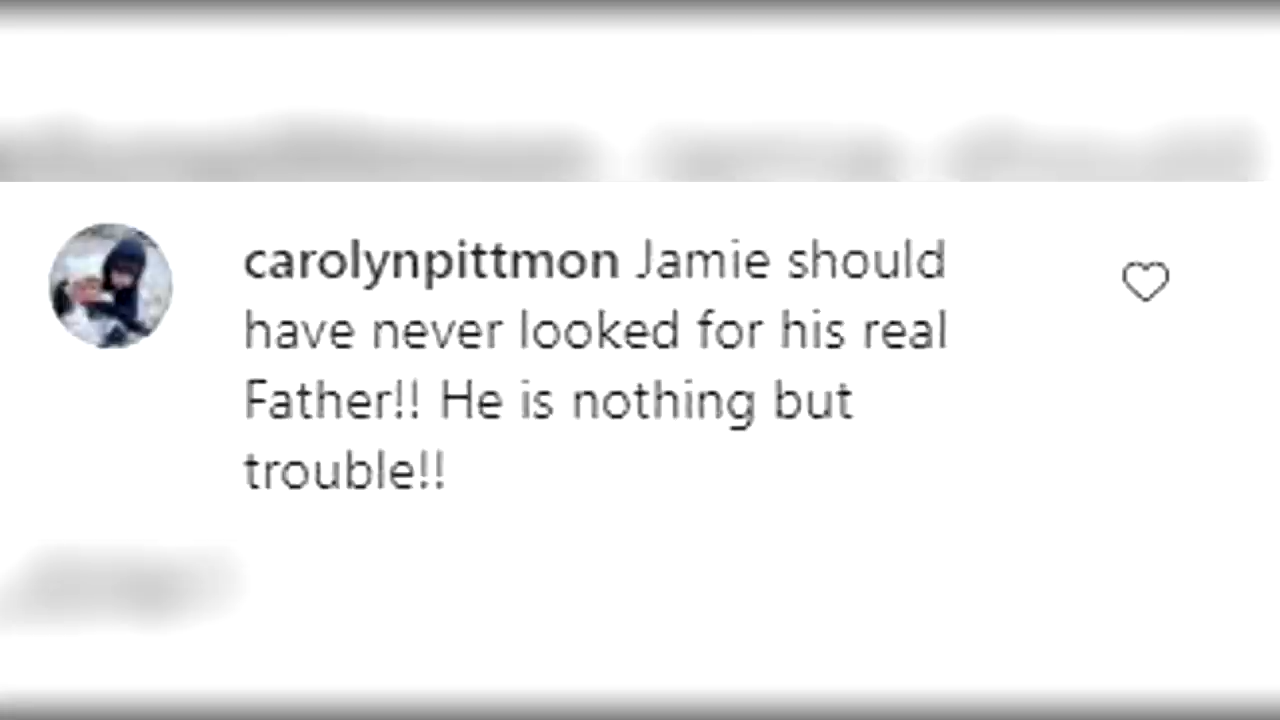 carolynpittmon Jamie should
have never looked for his real
Father!! He is nothing but
trouble!!